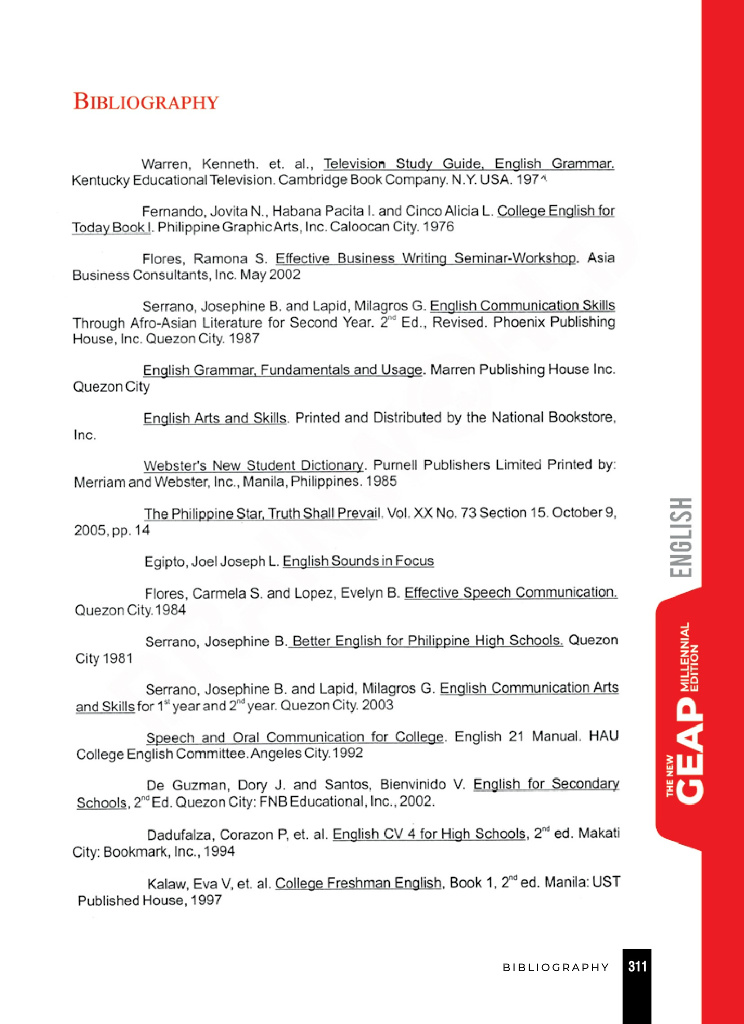 BIBLIOGRAPHY
Warren, Kenneth. et. al., Television Study Guide, English Grammar.
Kentucky Educational Television. Cambridge Book Company. N.Y. USA. 197
Fernando, Jovita N., Habana Pacita I. and Cinco Alicia L. College English for
Today Book I. Philippine Graphic Arts, Inc. Caloocan City. 1976
Flores, Ramona S. Effective Business Writing Seminar-Workshop. Asia
Business Consultants, Inc. May 2002
Serrano, Josephine B. and Lapid, Milagros G. English Communication Skills
Through Afro-Asian Literature for Second Year. 2nd Ed., Revised. Phoenix Publishing
House, Inc. Quezon City. 1987
English Grammar, Fundamentals and Usage. Marren Publishing House Inc.
Quezon City
English Arts and Skills. Printed and Distributed by the National Bookstore,
Inc.
Webster's New Student Dictionary. Purnell Publishers Limited Printed by:
Merriam and Webster, Inc., Manila, Philippines. 1985
The Philippine Star, Truth Shall Prevail. Vol. XX No. 73 Section 15. October 9,
2005, pp. 14
Egipto, Joel Joseph L. English Sounds in Focus
Flores, Carmela S. and Lopez, Evelyn B. Effective Speech Communication.
Quezon City. 1984
Serrano, Josephine B. Better English for Philippine High Schools. Quezon
City 1981
Serrano, Josephine B. and Lapid, Milagros G. English Communication Arts
and Skills for 1st year and 2nd year. Quezon City. 2003
Speech and Oral Communication for College. English 21 Manual. HAU
College English Committee. Angeles City. 1992
De Guzman, Dory J. and Santos, Bienvinido V. English for Secondary
Schools, 2nd Ed. Quezon City: FNB Educational, Inc., 2002.
Dadufalza, Corazon P, et. al. English CV 4 for High Schools, 2nd ed. Makati
City: Bookmark, Inc., 1994
Kalaw, Eva V, et. al. College Freshman English, Book 1, 2nd ed. Manila: UST
Published House, 1997
ENGLISH
THE NEW
GEAP
MILLENNIAL
EDITION
BIBLIOGRAPHY 311